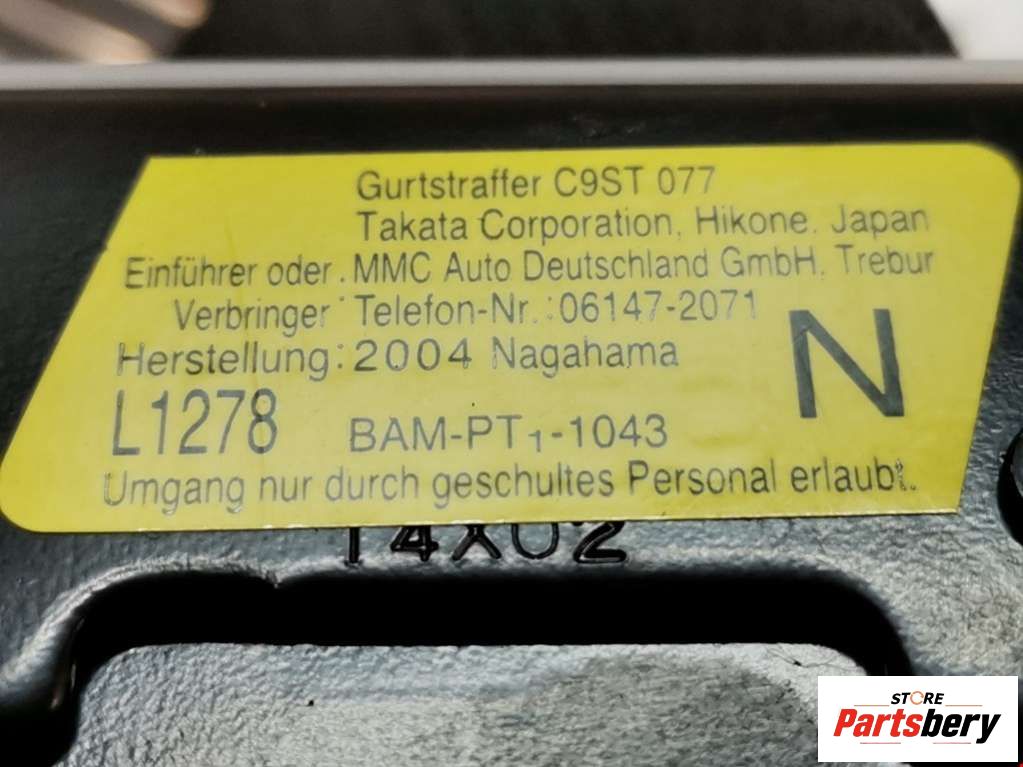 Gurtstraffer C9ST 077
Takata Corporation, Hikone. Japan
Einführer oder . MMC Auto Deutschland GmbH, Trebur
Verbringer : Telefon-Nr. : 06147-2071
Herstellung : 2004 Nagahama
N
L1278 BAM-PT1-1043
Umgang nur durch geschultes Personal erlaubt.
14X02
STORE
Partsbery